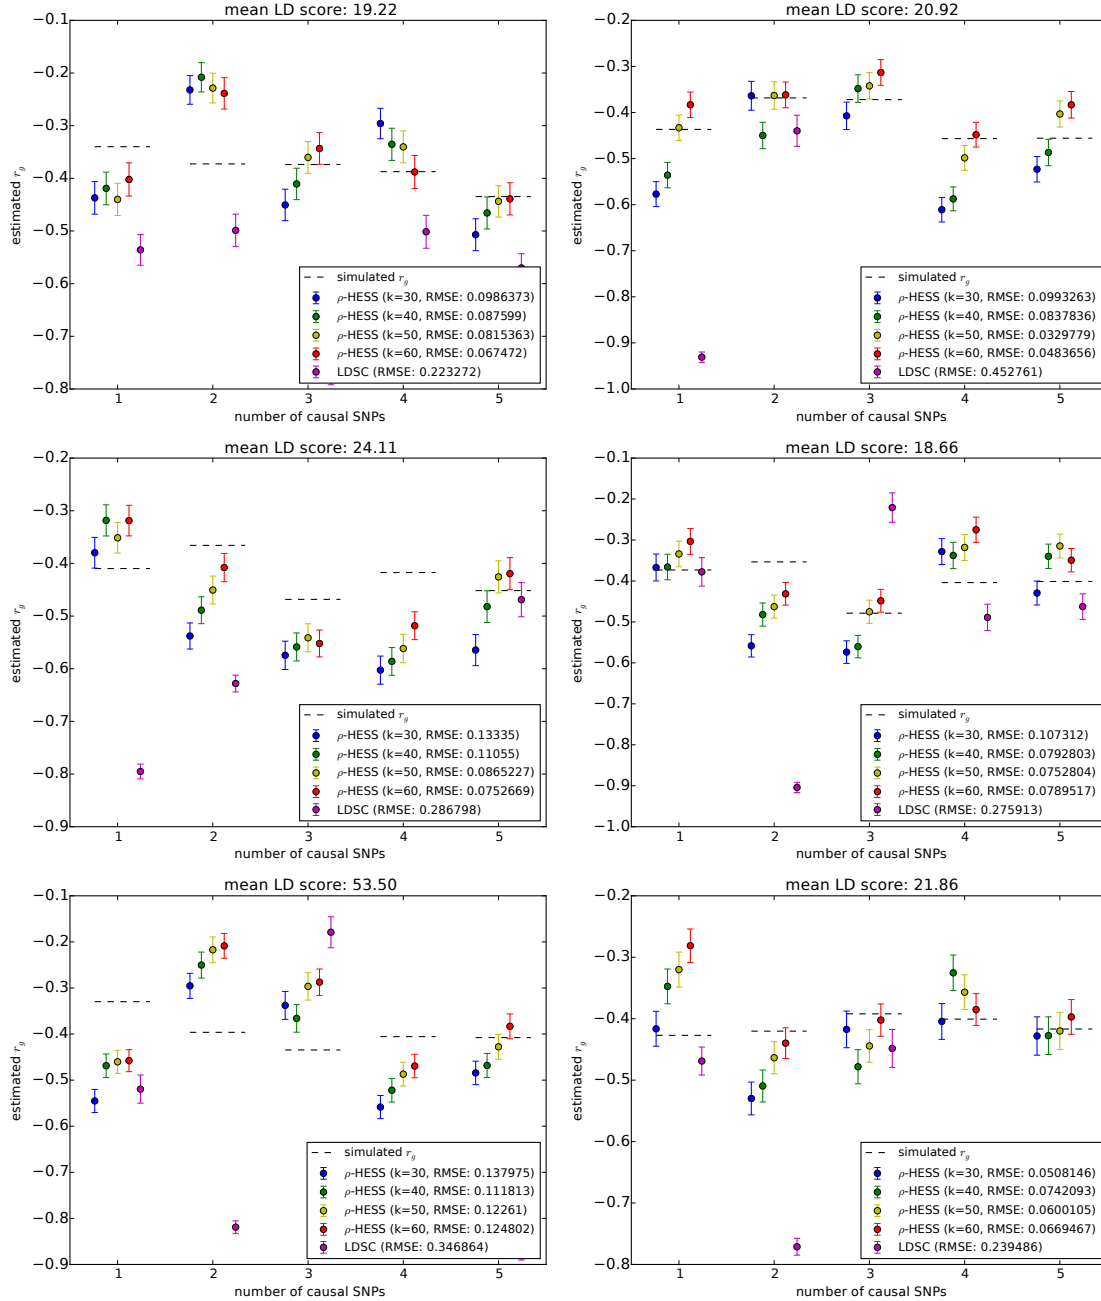 mean LD score: 19.22
estimated r_g
−0.1
−0.2
−0.3
−0.4
−0.5
−0.6
−0.7
−0.8
simulated r_g
ρ-HESS (k=30, RMSE: 0.0986373)
ρ-HESS (k=40, RMSE: 0.087599)
ρ-HESS (k=50, RMSE: 0.0815363)
ρ-HESS (k=60, RMSE: 0.067472)
LDSC (RMSE: 0.223272)
1 2 3 4 5
number of causal SNPs
mean LD score: 20.92
estimated r_g
−0.2
−0.3
−0.4
−0.5
−0.6
−0.7
−0.8
−0.9
−1.0
simulated r_g
ρ-HESS (k=30, RMSE: 0.0993263)
ρ-HESS (k=40, RMSE: 0.0837836)
ρ-HESS (k=50, RMSE: 0.0329779)
ρ-HESS (k=60, RMSE: 0.0483656)
LDSC (RMSE: 0.452761)
1 2 3 4 5
number of causal SNPs
mean LD score: 24.11
estimated r_g
−0.2
−0.3
−0.4
−0.5
−0.6
−0.7
−0.8
−0.9
simulated r_g
ρ-HESS (k=30, RMSE: 0.13335)
ρ-HESS (k=40, RMSE: 0.11055)
ρ-HESS (k=50, RMSE: 0.0865227)
ρ-HESS (k=60, RMSE: 0.0752669)
LDSC (RMSE: 0.286798)
1 2 3 4 5
number of causal SNPs
mean LD score: 18.66
estimated r_g
−0.1
−0.2
−0.3
−0.4
−0.5
−0.6
−0.7
−0.8
−0.9
−1.0
simulated r_g
ρ-HESS (k=30, RMSE: 0.107312)
ρ-HESS (k=40, RMSE: 0.0792803)
ρ-HESS (k=50, RMSE: 0.0752804)
ρ-HESS (k=60, RMSE: 0.0789517)
LDSC (RMSE: 0.275913)
1 2 3 4 5
number of causal SNPs
mean LD score: 53.50
estimated r_g
−0.1
−0.2
−0.3
−0.4
−0.5
−0.6
−0.7
−0.8
−0.9
simulated r_g
ρ-HESS (k=30, RMSE: 0.137975)
ρ-HESS (k=40, RMSE: 0.111813)
ρ-HESS (k=50, RMSE: 0.12261)
ρ-HESS (k=60, RMSE: 0.124802)
LDSC (RMSE: 0.346864)
1 2 3 4 5
number of causal SNPs
mean LD score: 21.86
estimated r_g
−0.2
−0.3
−0.4
−0.5
−0.6
−0.7
−0.8
simulated r_g
ρ-HESS (k=30, RMSE: 0.0508146)
ρ-HESS (k=40, RMSE: 0.0742093)
ρ-HESS (k=50, RMSE: 0.0600105)
ρ-HESS (k=60, RMSE: 0.0669467)
LDSC (RMSE: 0.239486)
1 2 3 4 5
number of causal SNPs